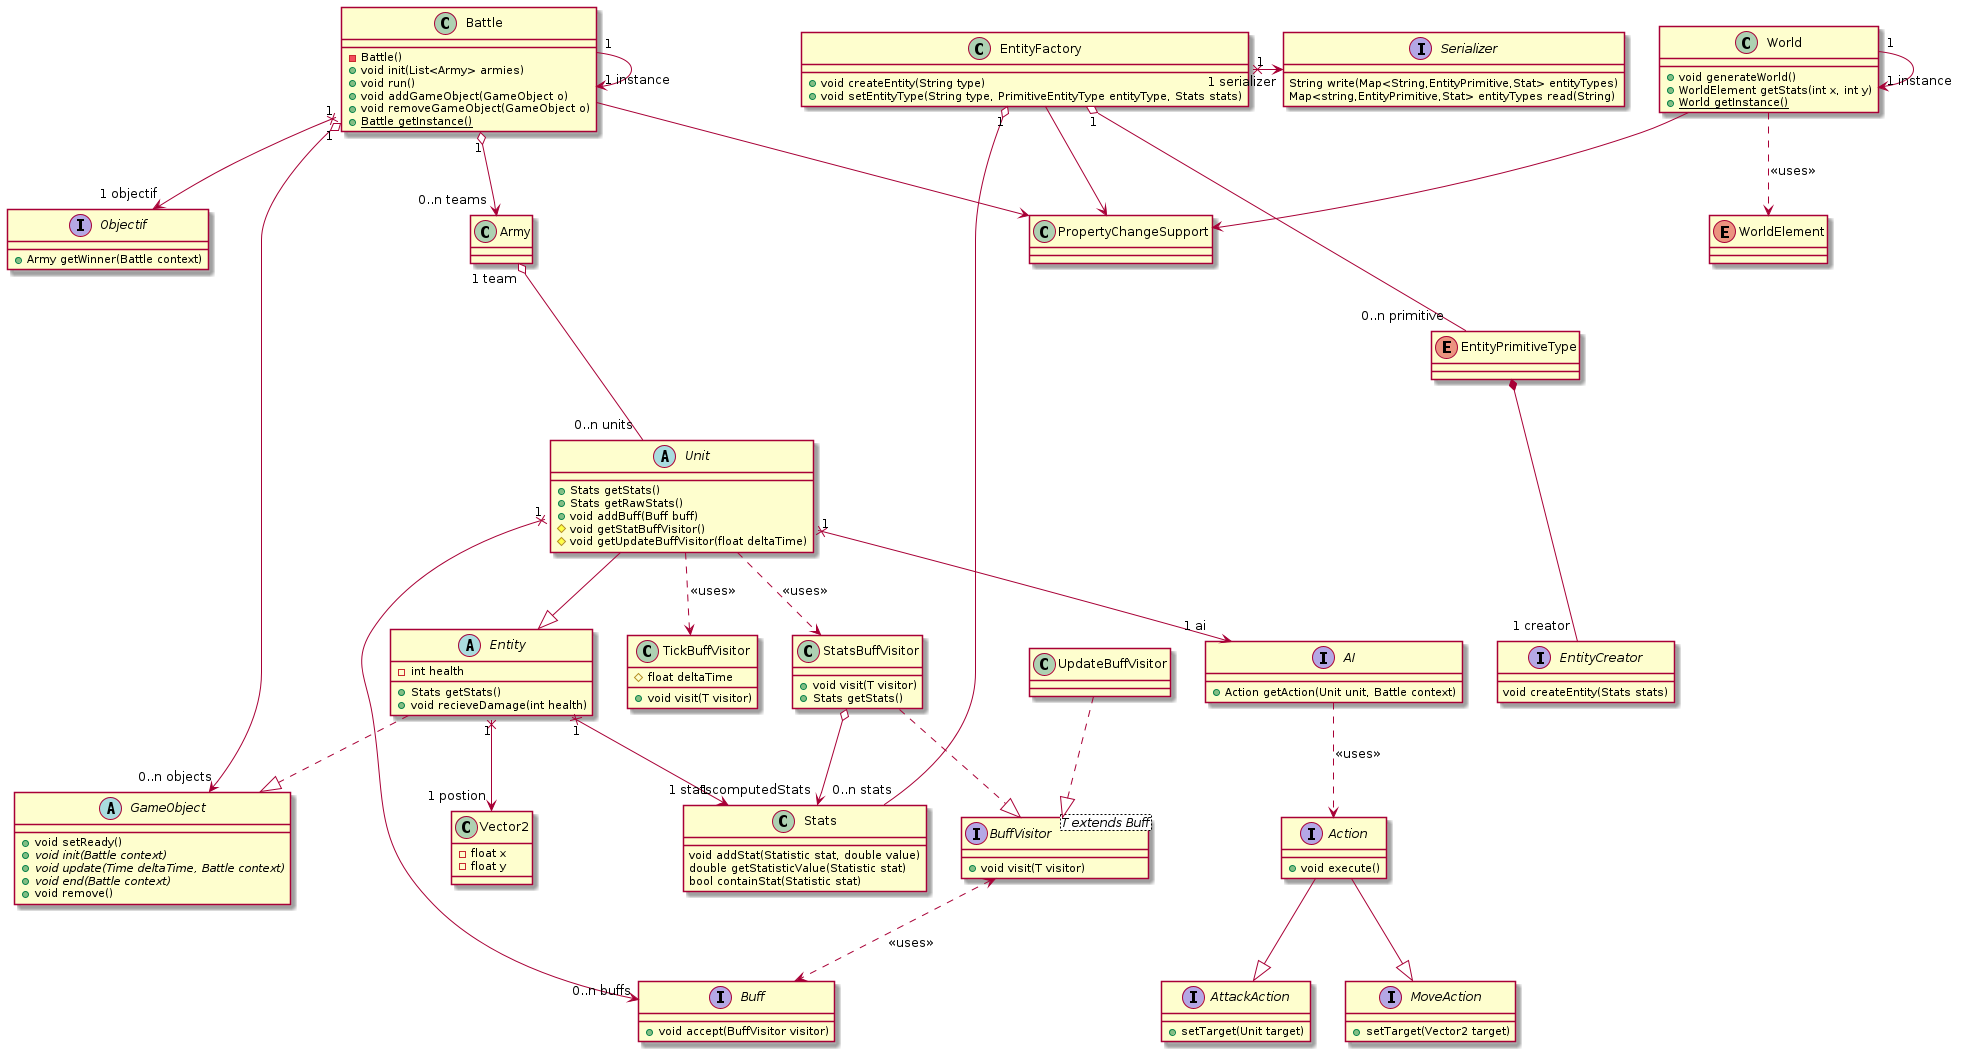 C Battle
Battle()
void init(List<Army> armies)
void run()
void addGameObject(GameObject o)
void removeGameObject(GameObject o)
Battle getInstance()
1
1 instance
C EntityFactory
void createEntity(String type)
void setEntityType(String type, PrimitiveEntityType entityType, Stats stats)
1
1 serializer
I Serializer
String write(Map<String,EntityPrimitive,Stat> entityTypes)
Map<string,EntityPrimitive,Stat> entityTypes read(String)
C World
void generateWorld()
WorldElement getStats(int x, int y)
World getInstance()
1
1 instance
1
1
1
1
1
1 objectif
0..n teams
«uses»
I Objectif
Army getWinner(Battle context)
C Army
C PropertyChangeSupport
E WorldElement
1 team
0..n primitive
E EntityPrimitiveType
0..n units
A Unit
Stats getStats()
Stats getRawStats()
void addBuff(Buff buff)
void getStatBuffVisitor()
void getUpdateBuffVisitor(float deltaTime)
1
1
«uses»
«uses»
1 ai
1 creator
A Entity
int health
Stats getStats()
void recieveDamage(int health)
C TickBuffVisitor
float deltaTime
void visit(T visitor)
C StatsBuffVisitor
void visit(T visitor)
Stats getStats()
C UpdateBuffVisitor
I AI
Action getAction(Unit unit, Battle context)
I EntityCreator
void createEntity(Stats stats)
1
1
«uses»
0..n objects
1 postion
1 stats
1 computedStats
0..n stats
A GameObject
void setReady()
void init(Battle context)
void update(Time deltaTime, Battle context)
void end(Battle context)
void remove()
C Vector2
float x
float y
C Stats
void addStat(Statistic stat, double value)
double getStatisticValue(Statistic stat)
bool containStat(Statistic stat)
I BuffVisitor
T extends Buff
void visit(T visitor)
I Action
void execute()
«uses»
0..n buffs
I Buff
void accept(BuffVisitor visitor)
I AttackAction
setTarget(Unit target)
I MoveAction
setTarget(Vector2 target)